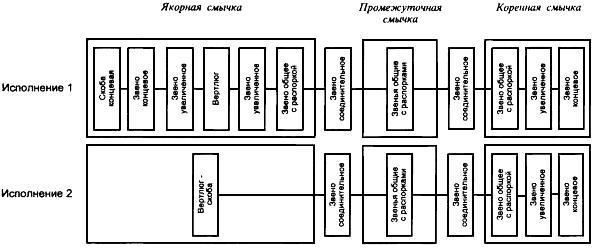 Якорная смычка
Промежуточная
смычка
Коренная смычка
Исполнение 1
Скоба
концевая
Звено
концевое
Звено
увеличенное
Вертлюг
Звено
увеличенное
Звено общее
с распоркой
Звено
соединительное
Звенья общие
с распорками
Звено
соединительное
Звено общее
с распоркой
Звено
увеличенное
Звено
концевое
Исполнение 2
Вертлюг -
скоба
Звено
соединительное
Звенья общие
с распорками
Звено
соединительное
Звено общее
с распоркой
Звено
увеличенное
Звено
концевое